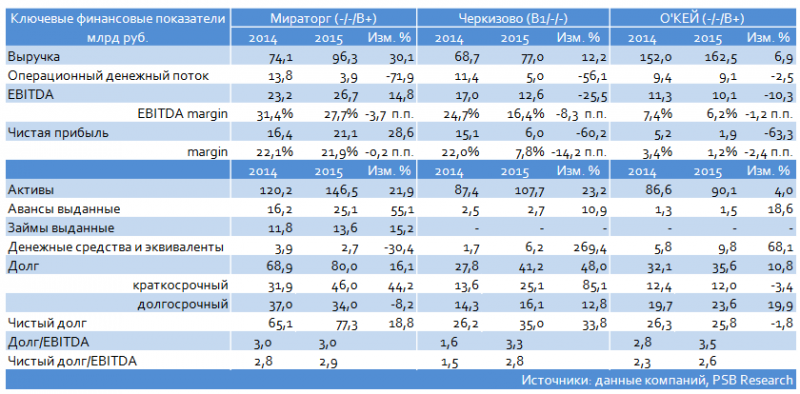 Ключевые финансовые показатели Мираторг (-/-/B+) Черкизово (B1/-/-) О'КЕЙ (-/-/B+)
млрд руб. 2014 2015 Изм. % 2014 2015 Изм. % 2014 2015 Изм. %
Выручка 74,1 96,3 30,1 68,7 77,0 12,2 152,0 162,5 6,9
Операционный денежный поток 13,8 3,9 -71,9 11,4 5,0 -56,1 9,4 9,1 -2,5
EBITDA 23,2 26,7 14,8 17,0 12,6 -25,5 11,3 10,1 -10,3
EBITDA margin 31,4% 27,7% -3,7 п.п. 24,7% 16,4% -8,3 п.п. 7,4% 6,2% -1,2 п.п.
Чистая прибыль 16,4 21,1 28,6 15,1 6,0 -60,2 5,2 1,9 -63,3
margin 22,1% 21,9% -0,2 п.п. 22,0% 7,8% -14,2 п.п. 3,4% 1,2% -2,4 п.п.
2014 2015 Изм. % 2014 2015 Изм. % 2014 2015 Изм. %
Активы 120,2 146,5 21,9 87,4 107,7 23,2 86,6 90,1 4,0
Авансы выданные 16,2 25,1 55,1 2,5 2,7 10,9 1,3 1,5 18,6
Займы выданные 11,8 13,6 15,2 - - - - - -
Денежные средства и эквиваленты 3,9 2,7 -30,4 1,7 6,2 269,4 5,8 9,8 68,1
Долг 68,9 80,0 16,1 27,8 41,2 48,0 32,1 35,6 10,8
краткосрочный 31,9 46,0 44,2 13,6 25,1 85,1 12,4 12,0 -3,4
долгосрочный 37,0 34,0 -8,2 14,3 16,1 12,8 19,7 23,6 19,9
Чистый долг 65,1 77,3 18,8 26,2 35,0 33,8 26,3 25,8 -1,8
Долг/EBITDA 3,0 3,0 1,6 3,3 2,8 3,5
Чистый долг/EBITDA 2,8 2,9 1,5 2,8 2,3 2,6
Источники: данные компаний, PSB Research